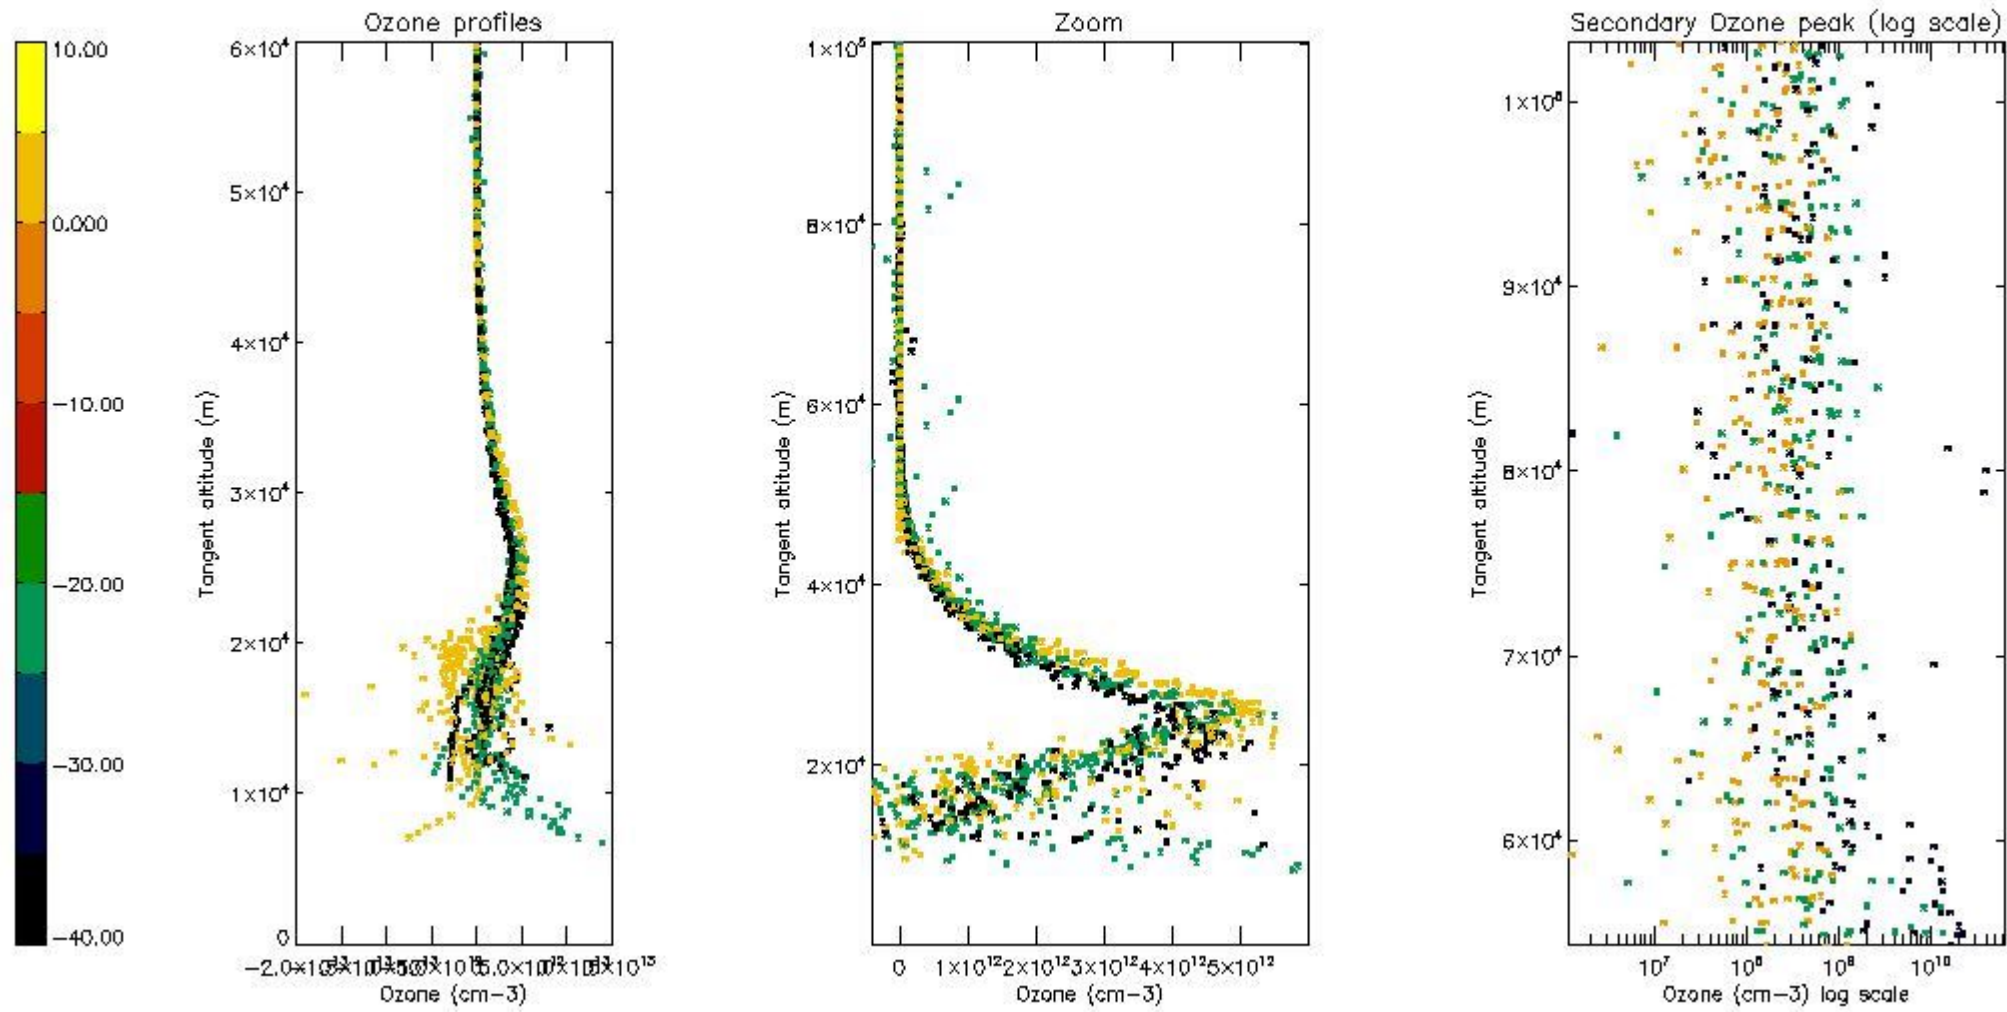 Ozone profiles
Zoom
Secondary Ozone peak (log scale)
10.00
0.000
−10.00
−20.00
−30.00
−40.00
6×10⁴
5×10⁴
4×10⁴
3×10⁴
2×10⁴
1×10⁴
0
Tangent altitude (m)
Ozone (cm−3)
1×10⁵
8×10⁴
6×10⁴
4×10⁴
2×10⁴
Tangent altitude (m)
0 1×10¹² 2×10¹² 3×10¹² 4×10¹² 5×10¹²
Ozone (cm−3)
9×10⁴
8×10⁴
7×10⁴
6×10⁴
Tangent altitude (m)
10⁷ 10⁸ 10⁹ 10¹⁰
Ozone (cm−3) log scale